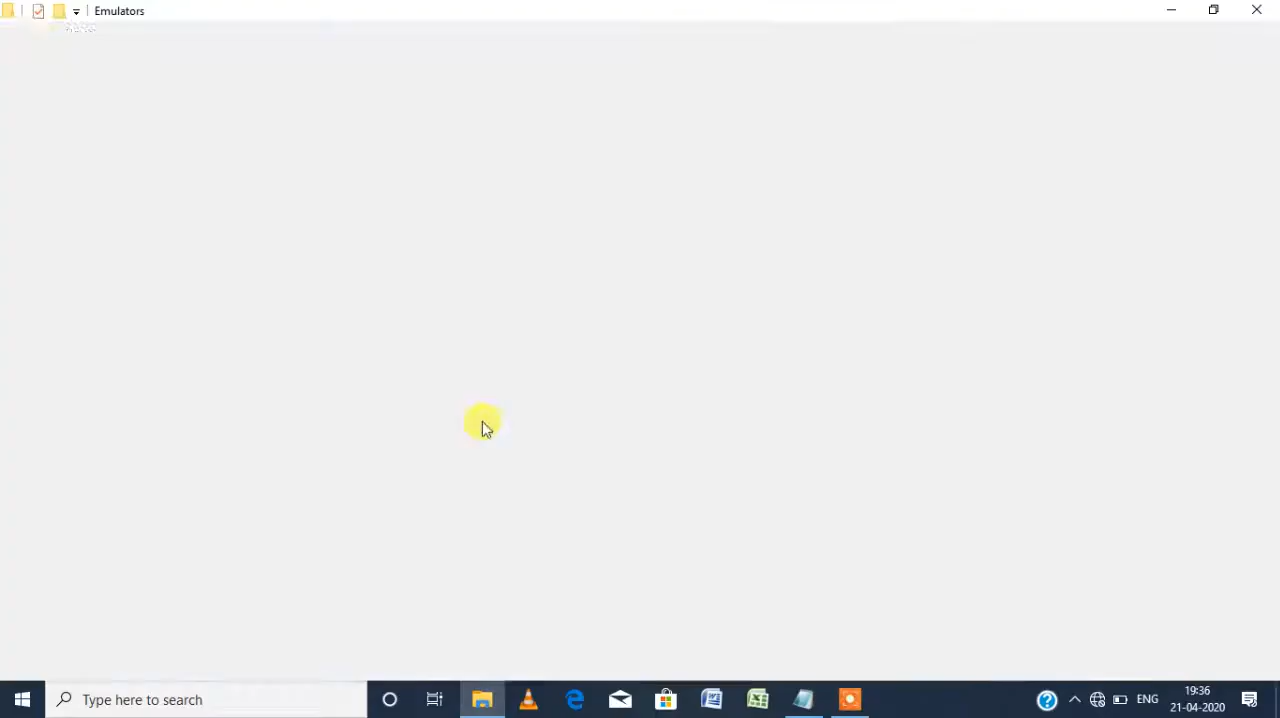 Emulators
Type here to search
ENG
19:36
21-04-2020